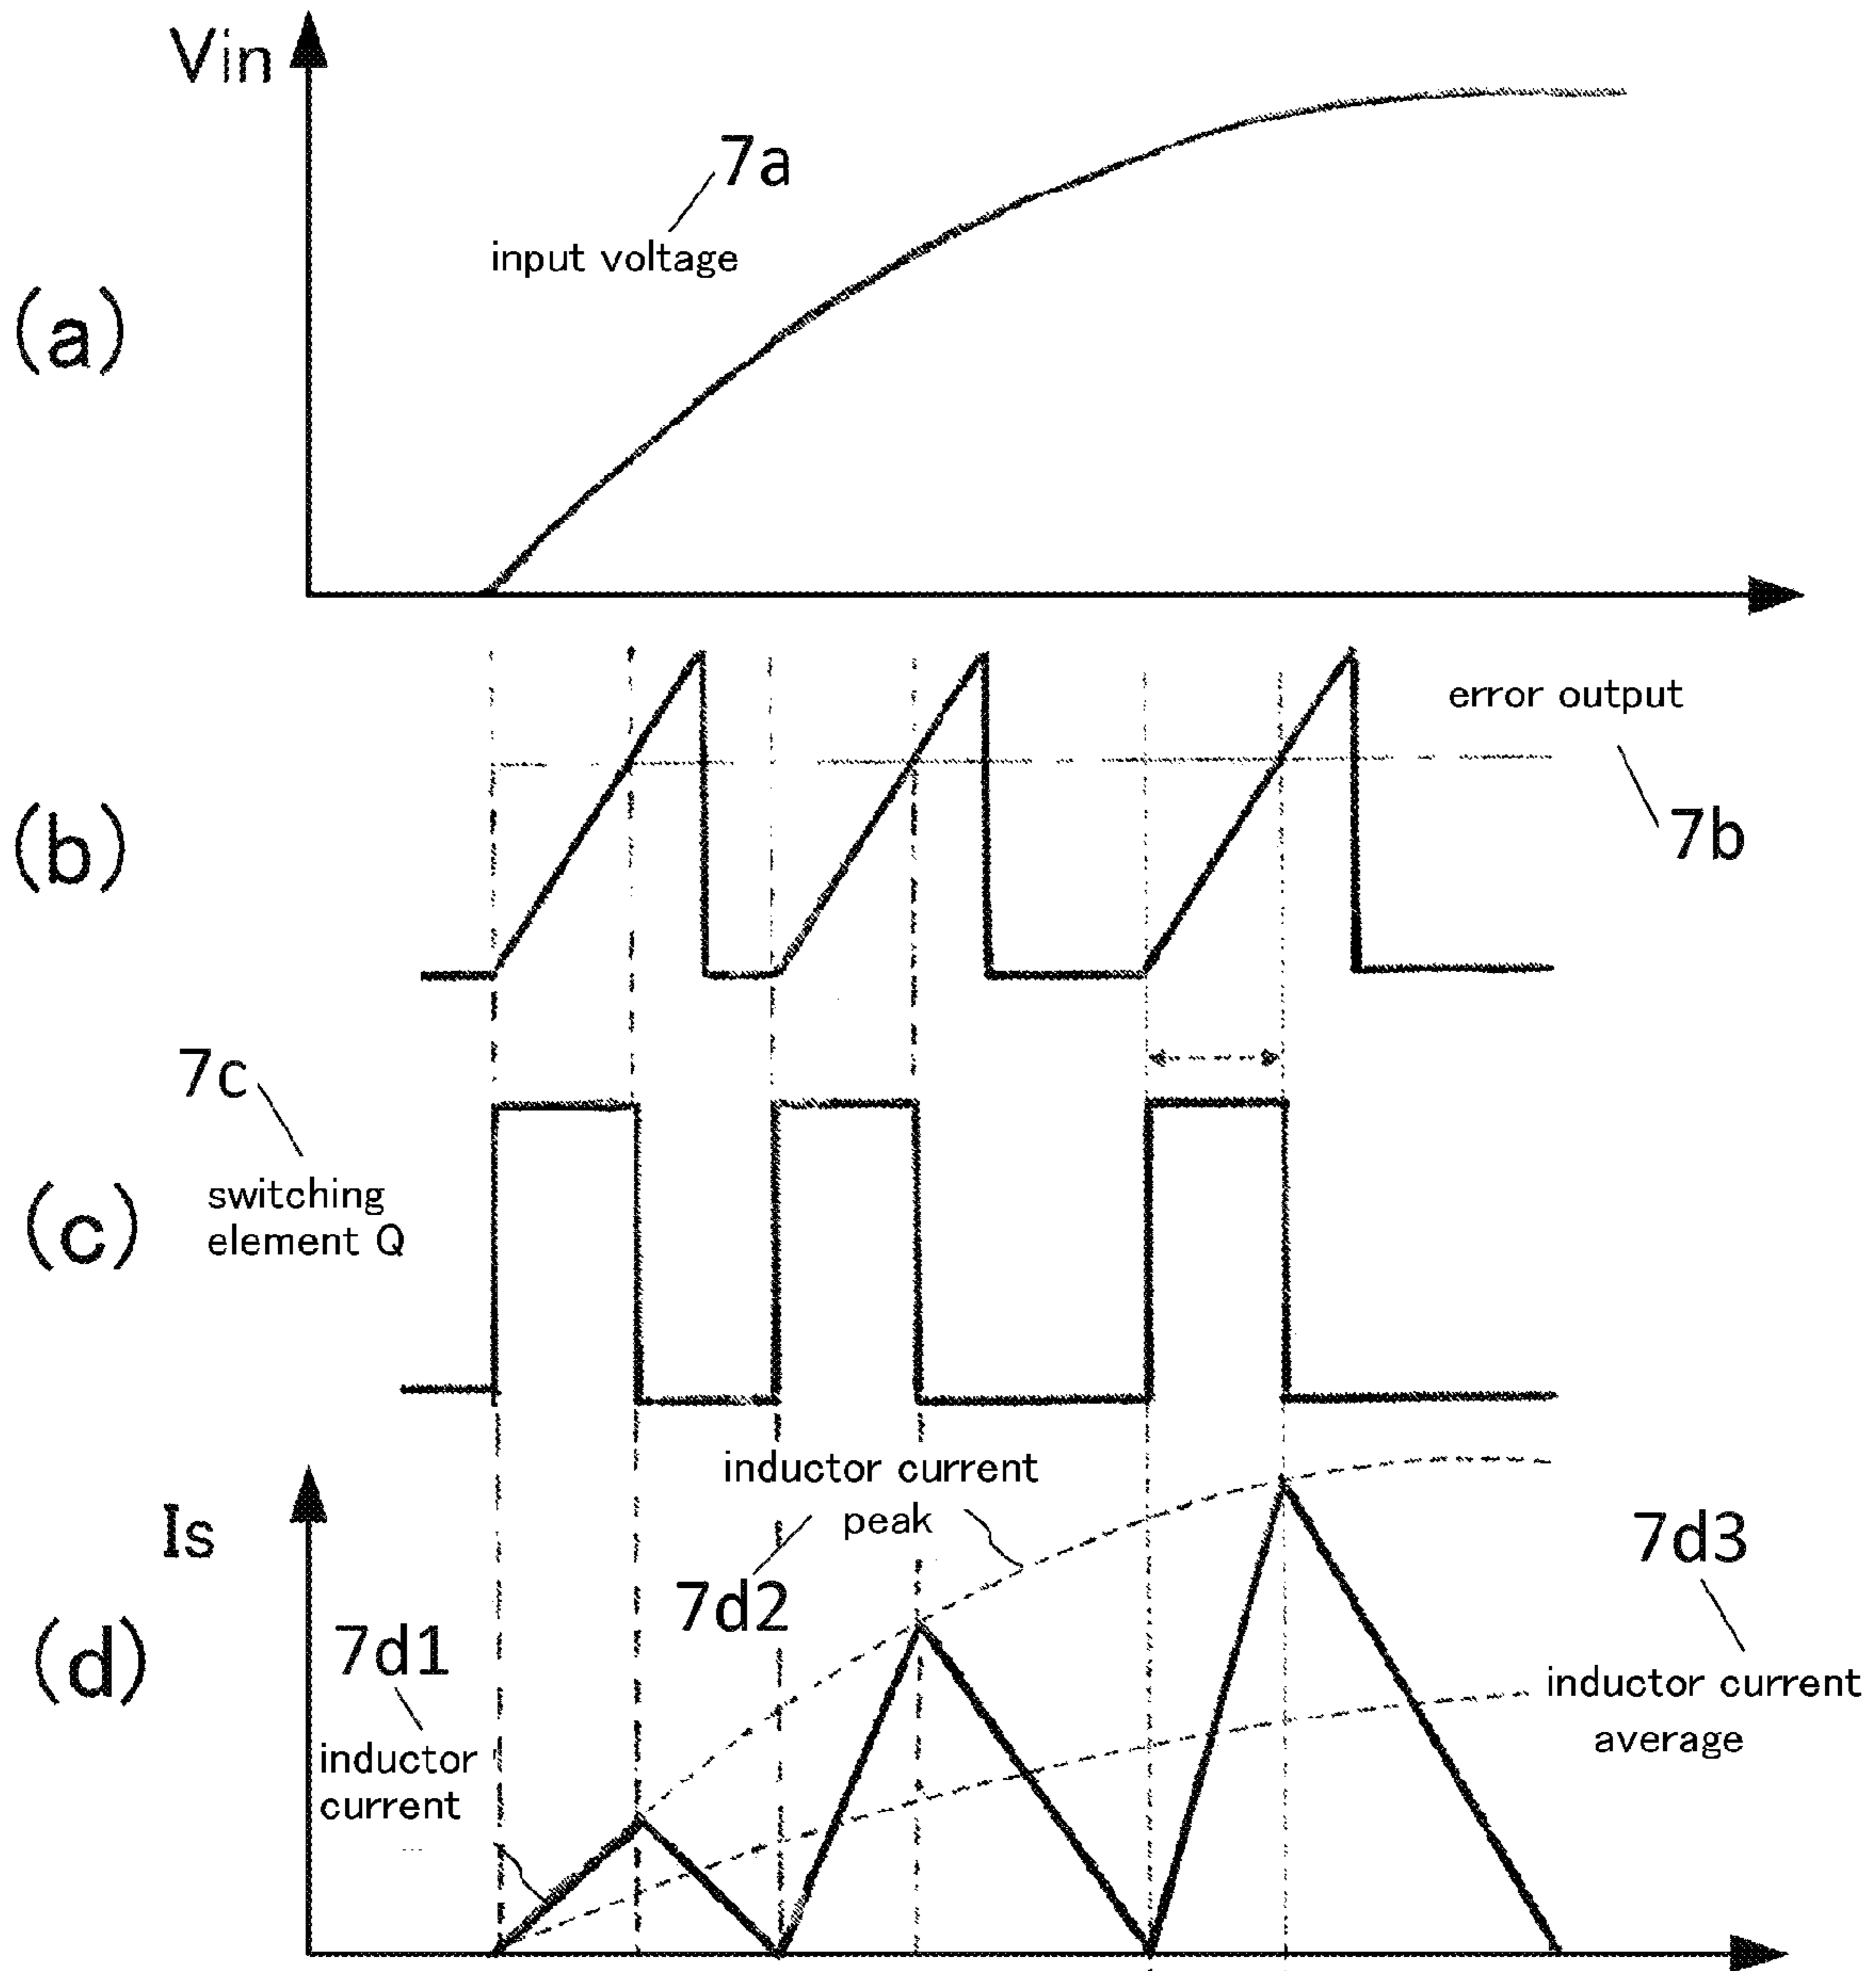 Vin
7a
input voltage
(a)
error output
7b
(b)
7c
switching
element Q
(c)
inductor current
peak
Is
7d2
7d3
7d1
(d)
inductor current
average
inductor
current